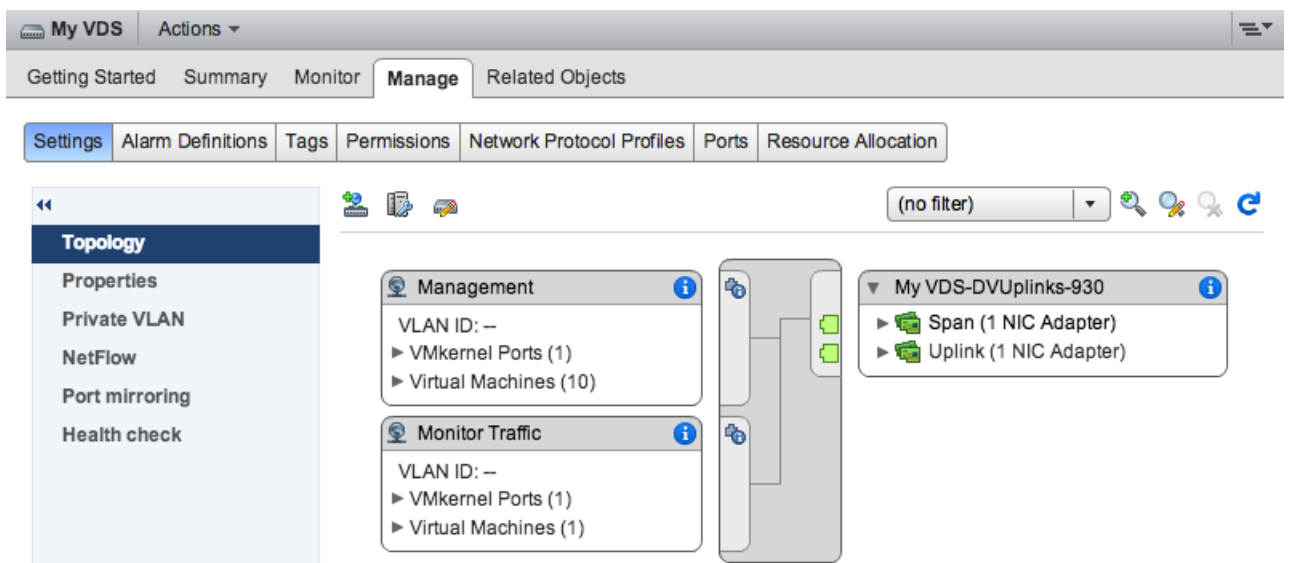 My VDS Actions
Getting Started Summary Monitor Manage Related Objects
Settings Alarm Definitions Tags Permissions Network Protocol Profiles Ports Resource Allocation
(no filter)
Topology
Properties
Private VLAN
NetFlow
Port mirroring
Health check
Management
VLAN ID: --
VMkernel Ports (1)
Virtual Machines (10)
Monitor Traffic
VLAN ID: --
VMkernel Ports (1)
Virtual Machines (1)
My VDS-DVUplinks-930
Span (1 NIC Adapter)
Uplink (1 NIC Adapter)